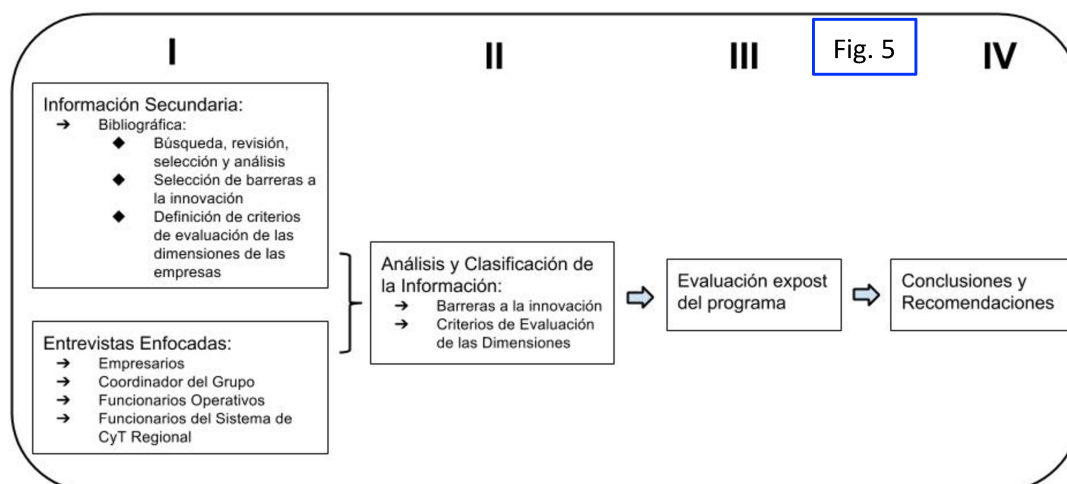 I
II
III
Fig. 5
IV
Información Secundaria:
➔ Bibliográfica:
◆ Búsqueda, revisión,
selección y análisis
◆ Selección de barreras a
la innovación
◆ Definición de criterios
de evaluación de las
dimensiones de las
empresas
Entrevistas Enfocadas:
➔ Empresarios
➔ Coordinador del Grupo
➔ Funcionarios Operativos
➔ Funcionarios del Sistema de
CyT Regional
Análisis y Clasificación de
la Información:
➔ Barreras a la innovación
➔ Criterios de Evaluación
de las Dimensiones
Evaluación expost
del programa
Conclusiones y
Recomendaciones